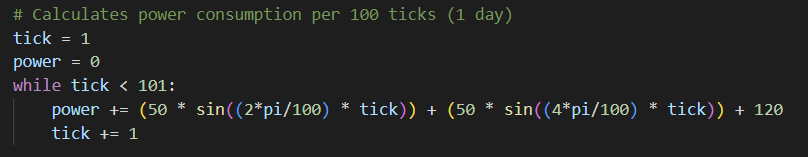 # Calculates power consumption per 100 ticks (1 day)
tick = 1
power = 0
while tick < 101:
    power += (50 * sin((2*pi/100) * tick)) + (50 * sin((4*pi/100) * tick)) + 120
    tick += 1